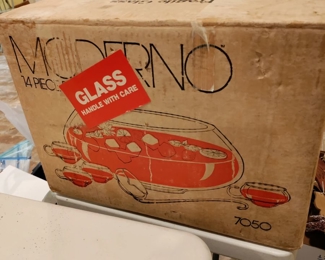 MODERNO
14 PIEC
GLASS
HANDLE WITH CARE
7050